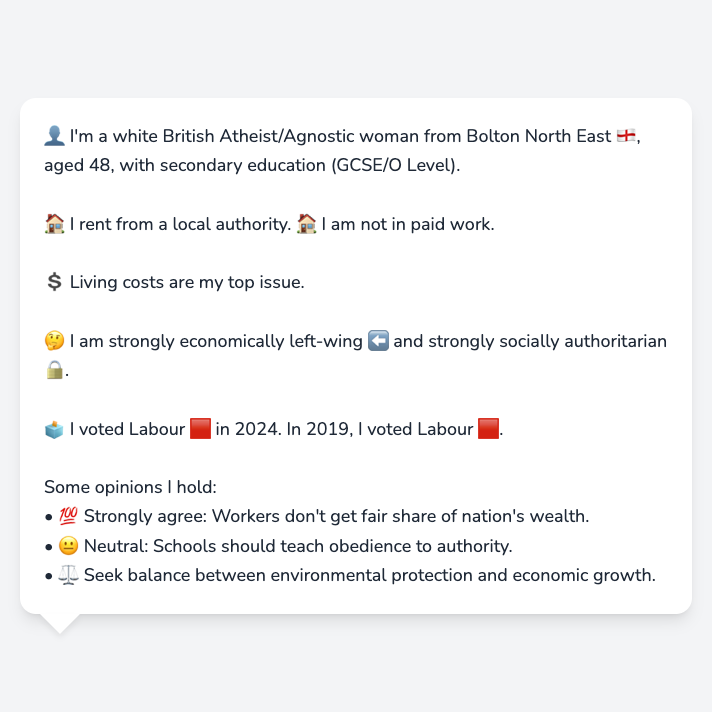 👤 I'm a white British Atheist/Agnostic woman from Bolton North East 🏴󠁧󠁢󠁥󠁮󠁧󠁿,
aged 48, with secondary education (GCSE/O Level).
🏠 I rent from a local authority. 🏠 I am not in paid work.
💲 Living costs are my top issue.
🤔 I am strongly economically left-wing ⬅️ and strongly socially authoritarian
🔒.
🗳️ I voted Labour 🟥 in 2024. In 2019, I voted Labour 🟥.
Some opinions I hold:
• 💯 Strongly agree: Workers don't get fair share of nation's wealth.
• 😐 Neutral: Schools should teach obedience to authority.
• ⚖️ Seek balance between environmental protection and economic growth.